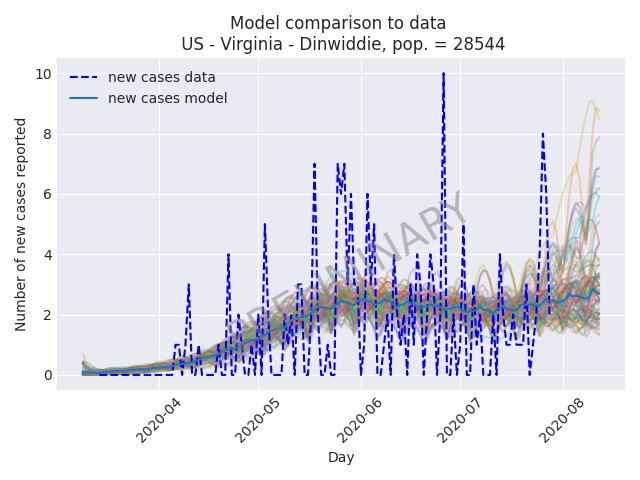 Model comparison to data
US - Virginia - Dinwiddie, pop. = 28544
new cases data
new cases model
Number of new cases reported
10
8
6
4
2
0
PRELIMINARY
2020-04
2020-05
2020-06
2020-07
2020-08
Day